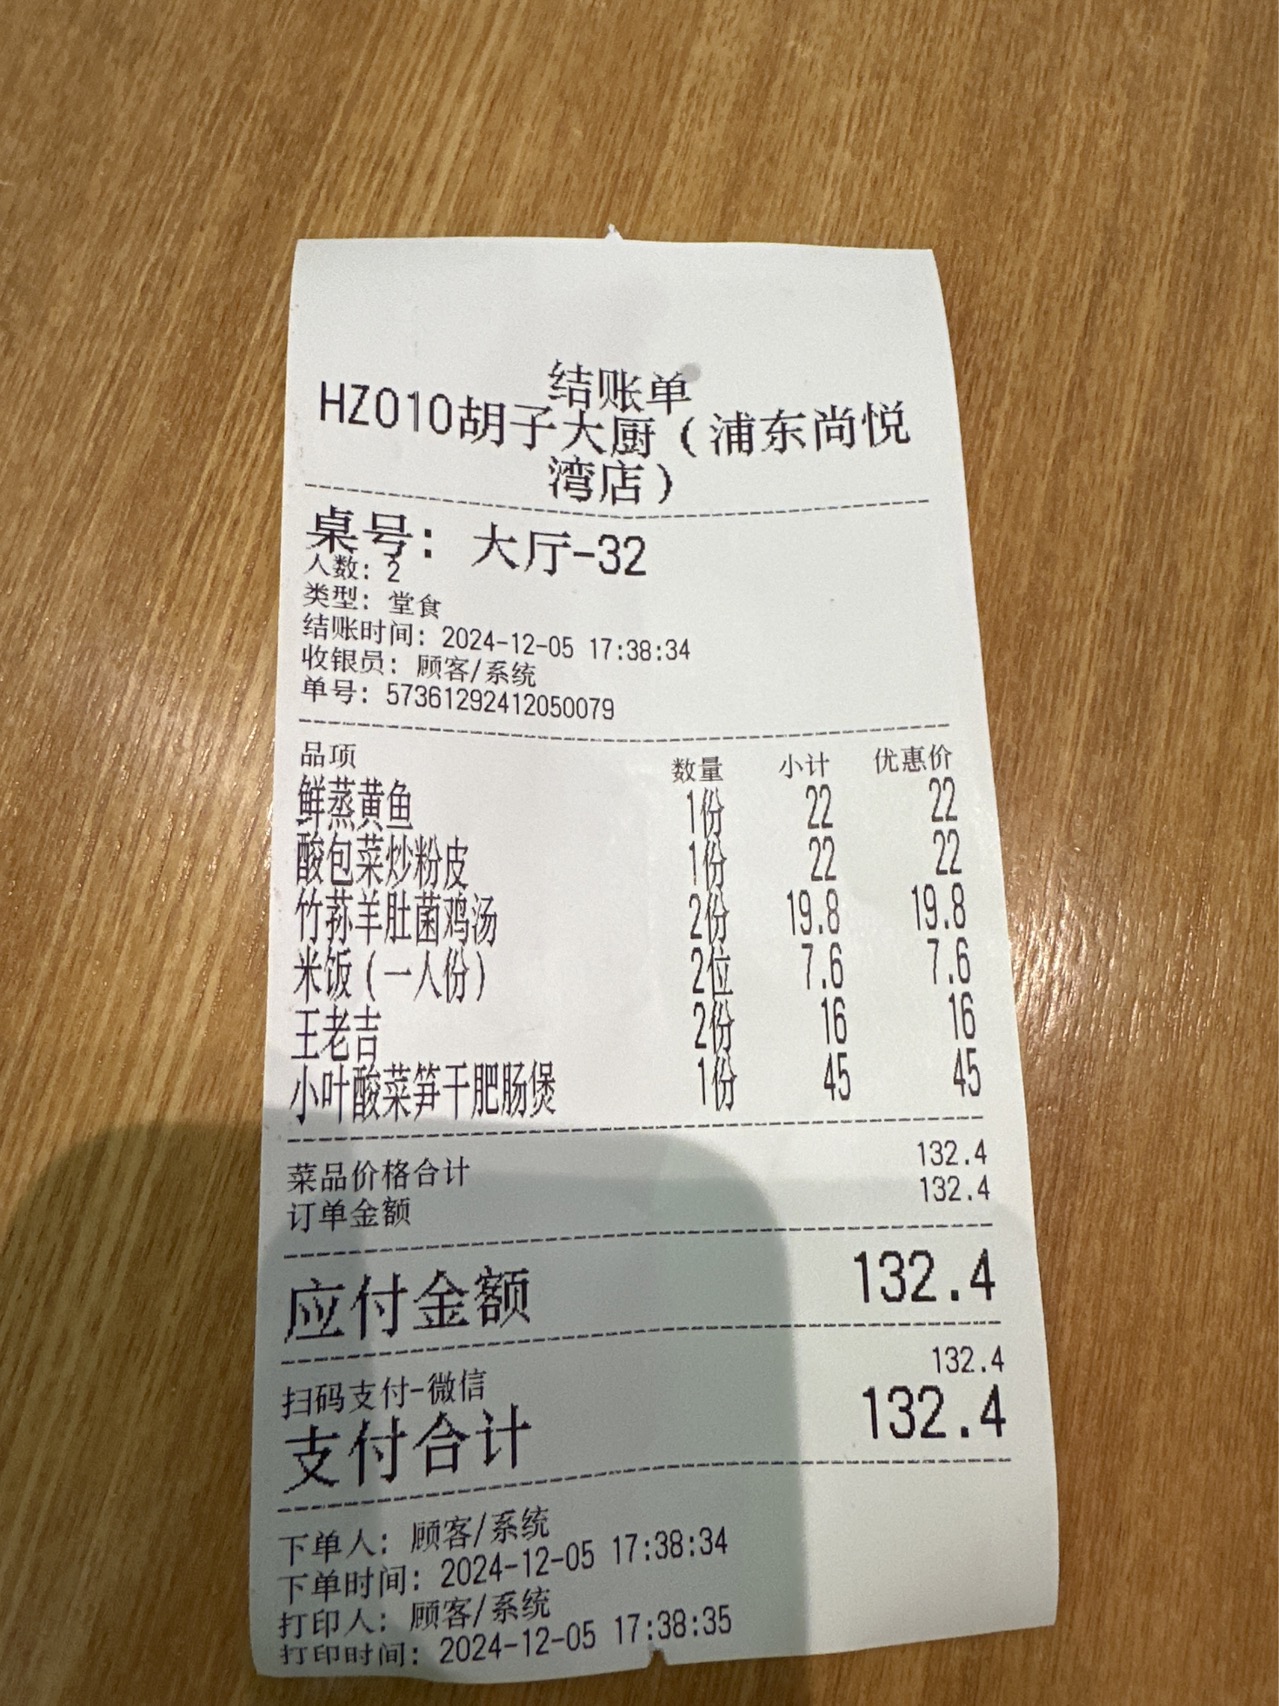 结账单
HZ010胡子大厨（浦东尚悦
湾店）
桌号: 大厅-32
人数: 2
类型: 堂食
结账时间: 2024-12-05 17:38:34
收银员: 顾客/系统
单号: 573612924120500​79
品项 数量 小计 优惠价
鲜蒸黄鱼 1份 22 22
酸包菜炒粉皮 1份 22 22
竹荪羊肚菌鸡汤 2份 19.8 19.8
米饭（一人份） 2位 7.6 7.6
王老吉 2份 16 16
小叶酸菜笋干肥肠煲 1份 45 45
菜品价格合计 132.4
订单金额 132.4
应付金额 132.4
扫码支付-微信 132.4
支付合计 132.4
下单人: 顾客/系统
下单时间: 2024-12-05 17:38:34
打印人: 顾客/系统
打印时间: 2024-12-05 17:38:35